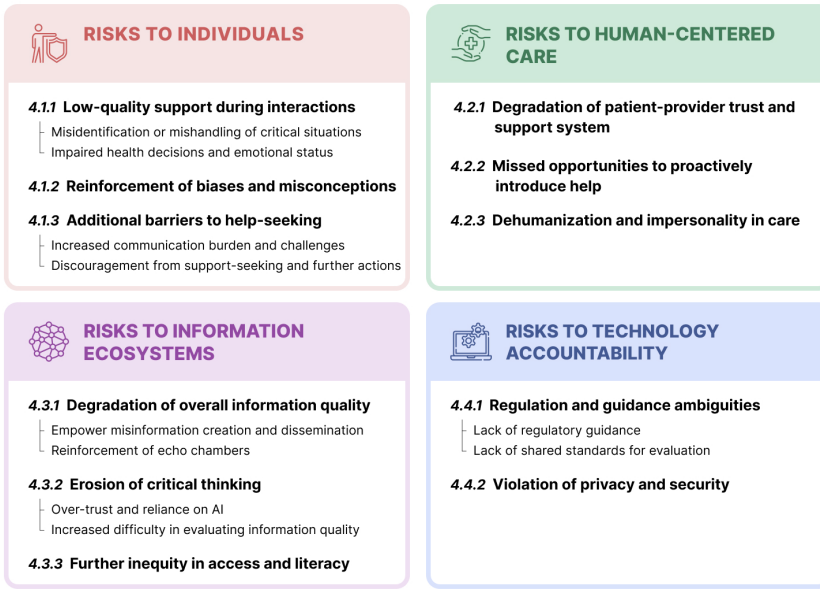 RISKS TO INDIVIDUALS
4.1.1 Low-quality support during interactions
Misidentification or mishandling of critical situations
Impaired health decisions and emotional status
4.1.2 Reinforcement of biases and misconceptions
4.1.3 Additional barriers to help-seeking
Increased communication burden and challenges
Discouragement from support-seeking and further actions
RISKS TO HUMAN-CENTERED
CARE
4.2.1 Degradation of patient-provider trust and
support system
4.2.2 Missed opportunities to proactively
introduce help
4.2.3 Dehumanization and impersonality in care
RISKS TO INFORMATION
ECOSYSTEMS
4.3.1 Degradation of overall information quality
Empower misinformation creation and dissemination
Reinforcement of echo chambers
4.3.2 Erosion of critical thinking
Over-trust and reliance on AI
Increased difficulty in evaluating information quality
4.3.3 Further inequity in access and literacy
RISKS TO TECHNOLOGY
ACCOUNTABILITY
4.4.1 Regulation and guidance ambiguities
Lack of regulatory guidance
Lack of shared standards for evaluation
4.4.2 Violation of privacy and security